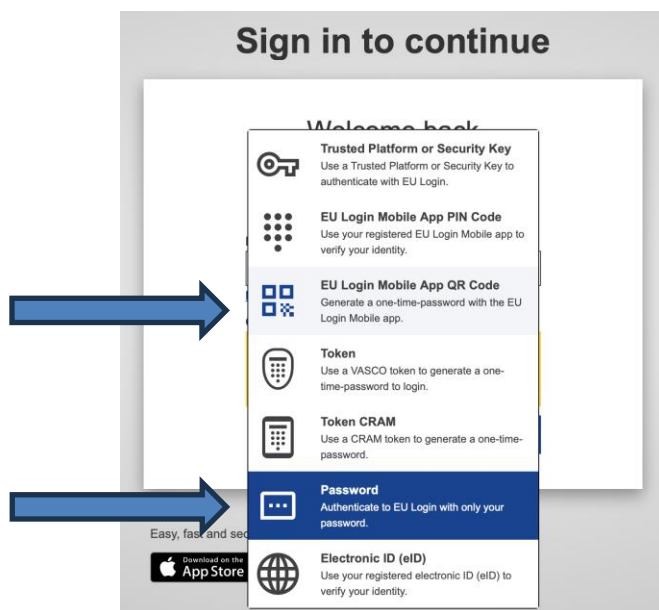 Sign in to continue
Welcome back
Trusted Platform or Security Key
Use a Trusted Platform or Security Key to
authenticate with EU Login.
EU Login Mobile App PIN Code
Use your registered EU Login Mobile app to
verify your identity.
EU Login Mobile App QR Code
Generate a one-time-password with the EU
Login Mobile app.
Token
Use a VASCO token to generate a one-
time-password to login.
Token CRAM
Use a CRAM token to generate a one-time-
password.
Password
Authenticate to EU Login with only your
password.
Easy, fast and sec
Download on the
App Store
Electronic ID (eID)
Use your registered electronic ID (eID) to
verify your identity.